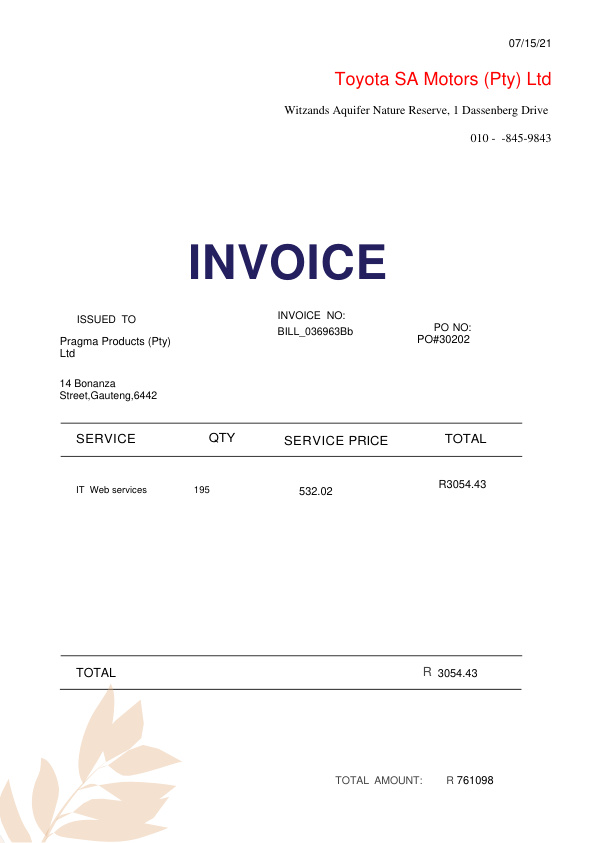 07/15/21
Toyota SA Motors (Pty) Ltd
Witzands Aquifer Nature Reserve, 1 Dassenberg Drive
010 -  -845-9843
INVOICE
ISSUED TO
Pragma Products (Pty)
Ltd
14 Bonanza
Street,Gauteng,6442
INVOICE NO:
BILL_036963Bb
PO NO:
PO#30202
SERVICE QTY SERVICE PRICE TOTAL
IT Web services 195 532.02 R3054.43
TOTAL R 3054.43
TOTAL AMOUNT: R 761098